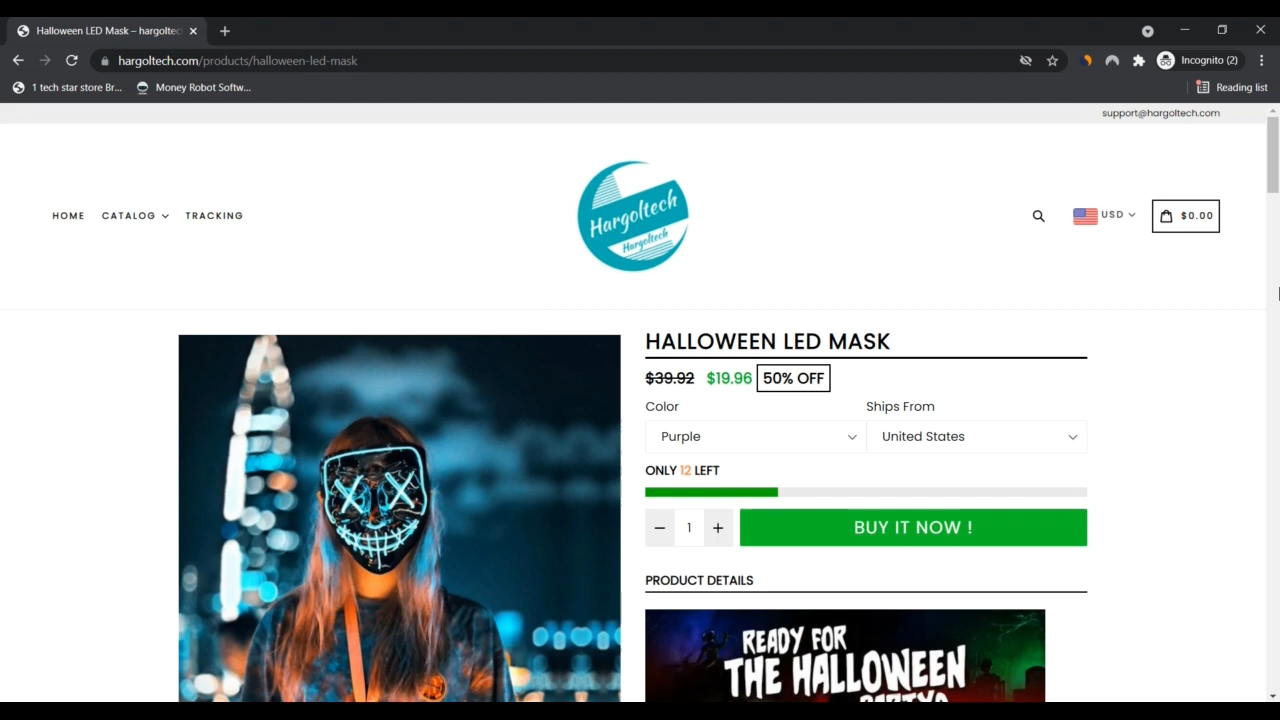 Halloween LED Mask – hargoltec
hargoltech.com/products/halloween-led-mask
Incognito (2)
1 tech star store Br...
Money Robot Softw...
Reading list
support@hargoltech.com
HOME
CATALOG
TRACKING
Hargoltech
Hargoltech
USD
$0.00
HALLOWEEN LED MASK
$39.92 $19.96 50% OFF
Color
Ships From
Purple
United States
ONLY 12 LEFT
− 1 +
BUY IT NOW !
PRODUCT DETAILS
READY FOR
THE HALLOWEEN
PARTY?